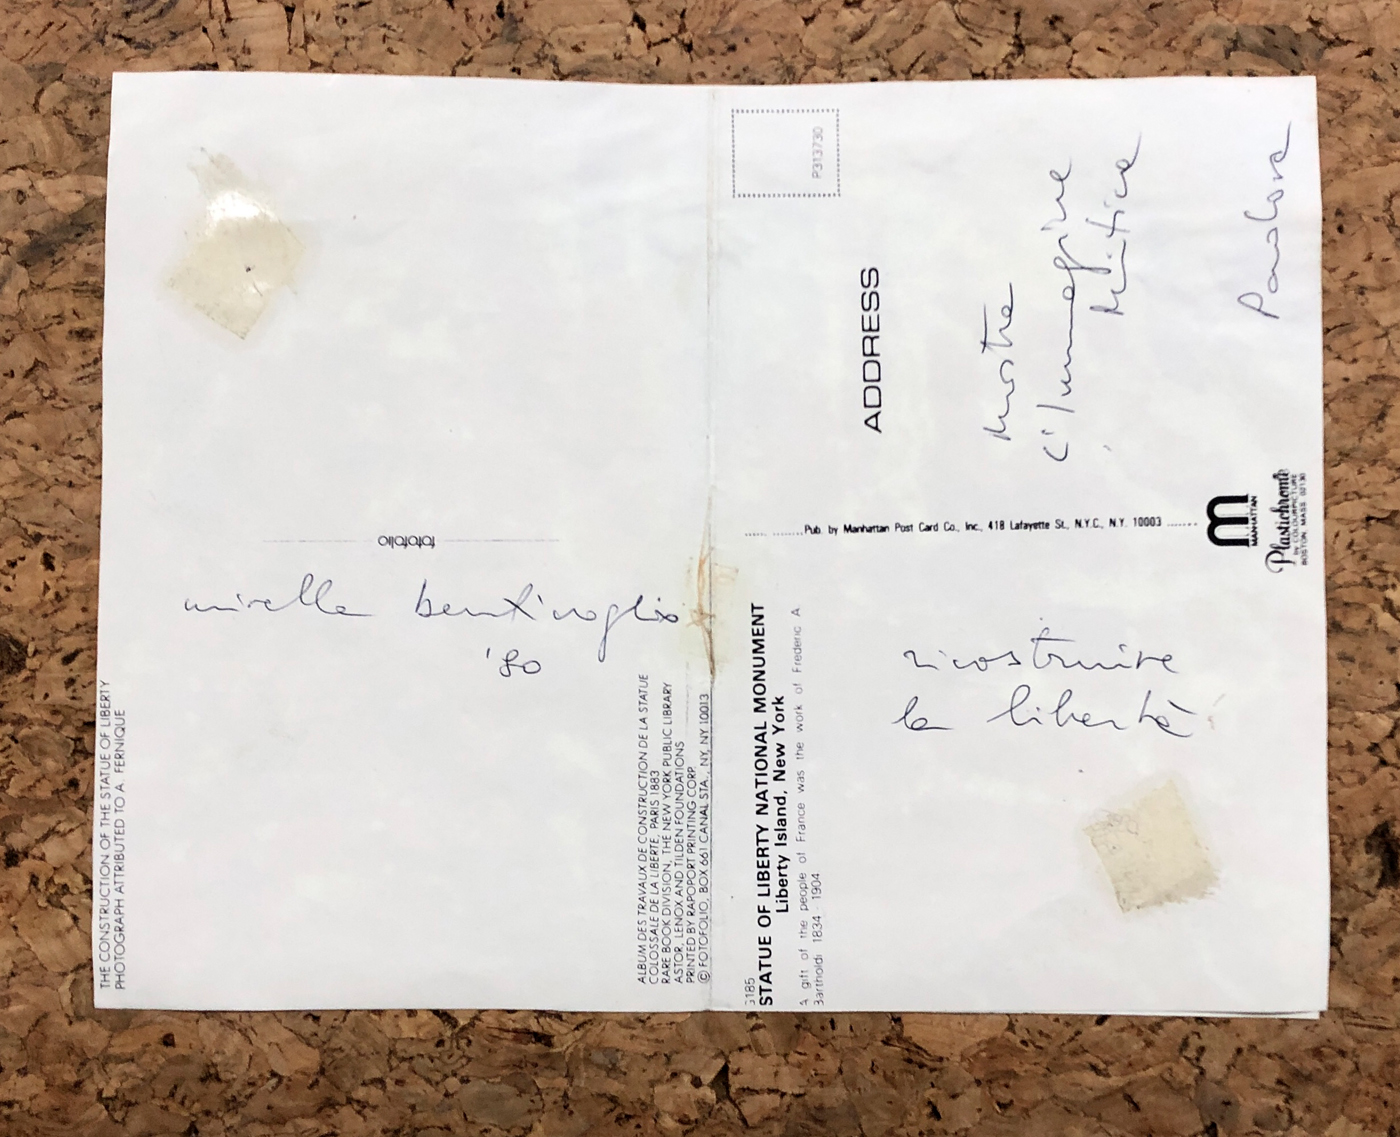 THE CONSTRUCTION OF THE STATUE OF LIBERTY
PHOTOGRAPH ATTRIBUTED TO A. FERNIQUE
fotofolio
mirella bentivoglio
'80
ALBUM DES TRAVAUX DE CONSTRUCTION DE LA STATUE
COLOSSALE DE LA LIBERTE, PARIS 1883
RARE BOOK DIVISION, THE NEW YORK PUBLIC LIBRARY
ASTOR, LENOX AND TILDEN FOUNDATIONS
PRINTED BY RAPOPORT PRINTING CORP.
© FOTOFOLIO, BOX 661 CANAL STA., NY, NY 10013
P313730
ADDRESS
Mostra
L'Immagine
Mitica
Pandora
Pub. by Manhattan Post Card Co., Inc., 418 Lafayette St., N.Y.C., N.Y. 10003
m
MANHATTAN
Plastichrome
by COLOURPICTURE
BOSTON, MASS. 02130
185
STATUE OF LIBERTY NATIONAL MONUMENT
Liberty Island, New York
A gift of the people of France was the work of Frederic A
Bartholdi 1834 - 1904.
ricostruire
la libertà